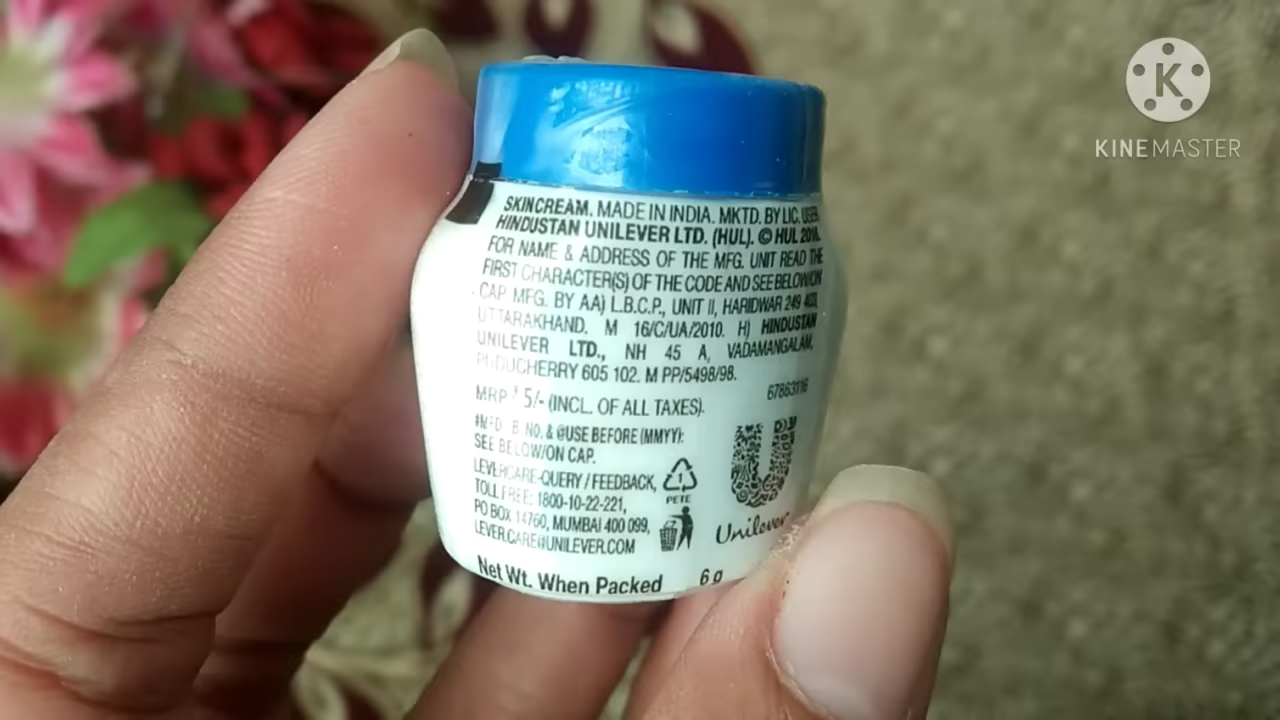 SKINCREAM. MADE IN INDIA. MKTD. BY LIC. USER,
HINDUSTAN UNILEVER LTD. (HUL). © HUL
FOR NAME & ADDRESS OF THE MFG. UNIT READ THE
FIRST CHARACTER(S) OF THE CODE AND SEE BELOW/ON
CAP MFG. BY AA) L.B.C.P., UNIT II, HARIDWAR 249 403,
UTTARAKHAND. M 16/C/UA/2010. H) HINDUSTAN
UNILEVER LTD., NH 45 A, VADAMANGALAM,
PUDUCHERRY 605 102. M PP/5498/98.
67863116
MRP ₹ 5/- (INCL. OF ALL TAXES).
#MFD. B NO. & @USE BEFORE (MMYY):
SEE BELOW/ON CAP.
LEVERCARE-QUERY / FEEDBACK,
TOLL FREE: 1800-10-22-221,
PO BOX 14760, MUMBAI 400 099,
LEVER.CARE@UNILEVER.COM
1
PETE
U
Unilever
Net Wt. When Packed 6 g
K
KINEMASTER